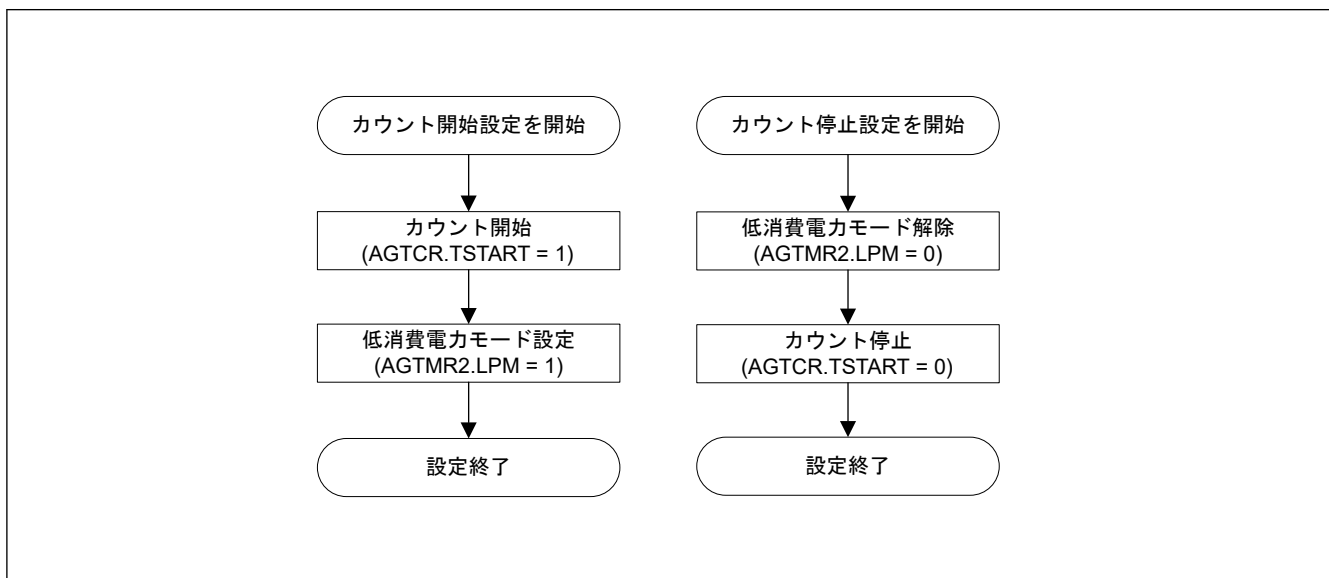 カウント開始設定を開始
カウント開始
(AGTCR.TSTART = 1)
低消費電力モード設定
(AGTMR2.LPM = 1)
設定終了
カウント停止設定を開始
低消費電力モード解除
(AGTMR2.LPM = 0)
カウント停止
(AGTCR.TSTART = 0)
設定終了